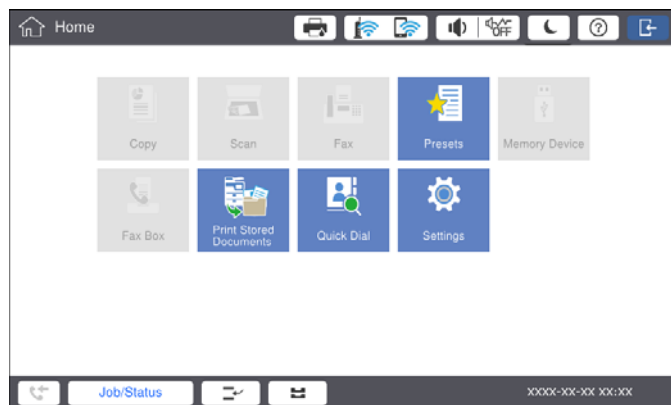 Home
OFF
?
Copy
Scan
Fax
Presets
Memory Device
Fax Box
Print Stored
Documents
Quick Dial
Settings
Job/Status
XXXX-XX-XX XX:XX